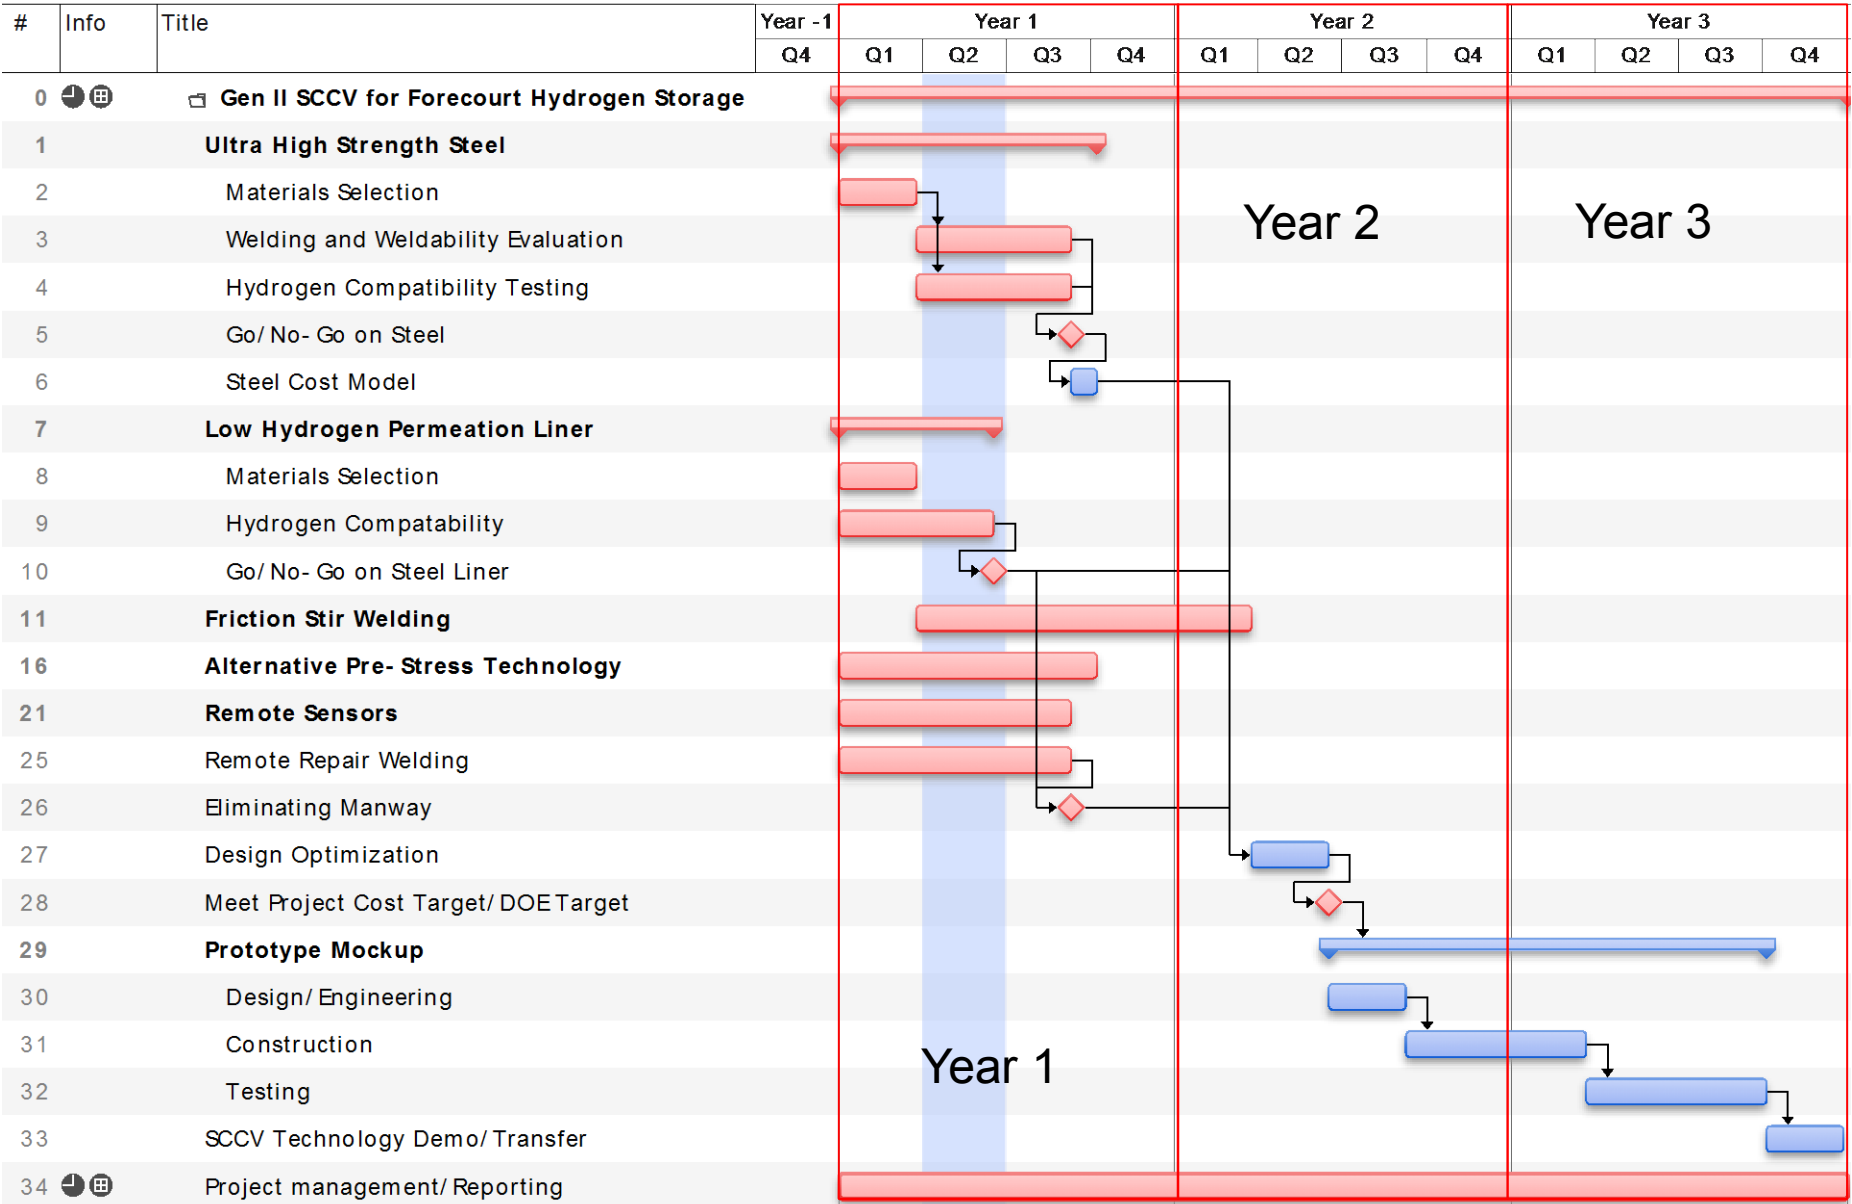 # Info Title Year -1 Year 1 Year 2 Year 3
Q4 Q1 Q2 Q3 Q4 Q1 Q2 Q3 Q4 Q1 Q2 Q3 Q4
0 Gen II SCCV for Forecourt Hydrogen Storage
1 Ultra High Strength Steel
2 Materials Selection
3 Welding and Weldability Evaluation
Year 2 Year 3
4 Hydrogen Compatibility Testing
5 Go/No-Go on Steel
6 Steel Cost Model
7 Low Hydrogen Permeation Liner
8 Materials Selection
9 Hydrogen Compatability
10 Go/No-Go on Steel Liner
11 Friction Stir Welding
16 Alternative Pre-Stress Technology
21 Remote Sensors
25 Remote Repair Welding
26 Eliminating Manway
27 Design Optimization
28 Meet Project Cost Target/DOE Target
29 Prototype Mockup
30 Design/Engineering
31 Construction
Year 1
32 Testing
33 SCCV Technology Demo/Transfer
34 Project management/Reporting